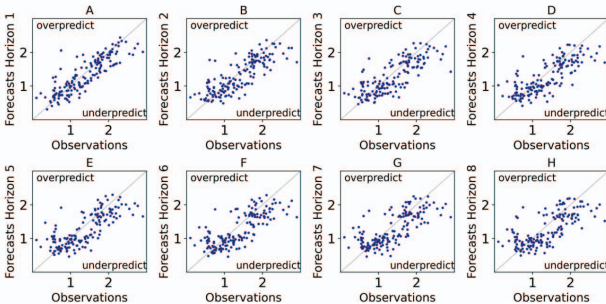 A
B
C
D
Forecasts Horizon 1
overpredict
2
1
underpredict
1 2
Observations
Forecasts Horizon 2
overpredict
2
1
underpredict
1 2
Observations
Forecasts Horizon 3
overpredict
2
1
underpredict
1 2
Observations
Forecasts Horizon 4
overpredict
2
1
underpredict
1 2
Observations
E
F
G
H
Forecasts Horizon 5
overpredict
2
1
underpredict
1 2
Observations
Forecasts Horizon 6
overpredict
2
1
underpredict
1 2
Observations
Forecasts Horizon 7
overpredict
2
1
underpredict
1 2
Observations
Forecasts Horizon 8
overpredict
2
1
underpredict
1 2
Observations